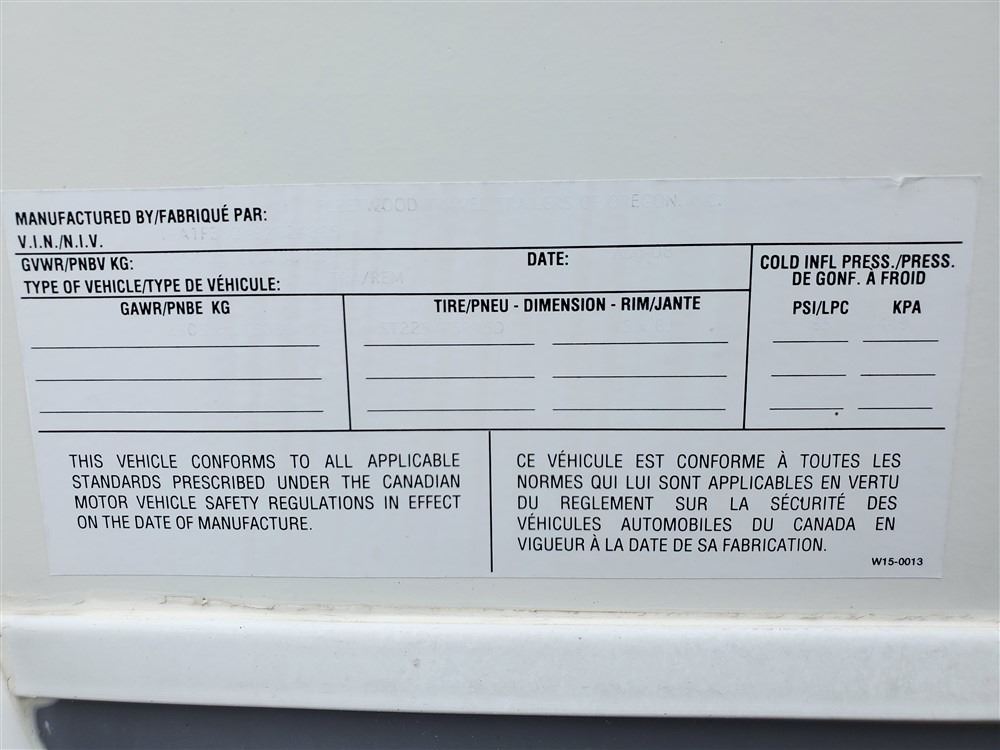 MANUFACTURED BY/FABRIQUÉ PAR:
V.I.N./N.I.V.
GVWR/PNBV KG:
DATE:
TYPE OF VEHICLE/TYPE DE VÉHICULE:
COLD INFL PRESS./PRESS.
DE GONF. À FROID
GAWR/PNBE KG
TIRE/PNEU - DIMENSION - RIM/JANTE
PSI/LPC KPA
THIS VEHICLE CONFORMS TO ALL APPLICABLE
STANDARDS PRESCRIBED UNDER THE CANADIAN
MOTOR VEHICLE SAFETY REGULATIONS IN EFFECT
ON THE DATE OF MANUFACTURE.
CE VÉHICULE EST CONFORME À TOUTES LES
NORMES QUI LUI SONT APPLICABLES EN VERTU
DU REGLEMENT SUR LA SÉCURITÉ DES
VÉHICULES AUTOMOBILES DU CANADA EN
VIGUEUR À LA DATE DE SA FABRICATION.
W15-0013